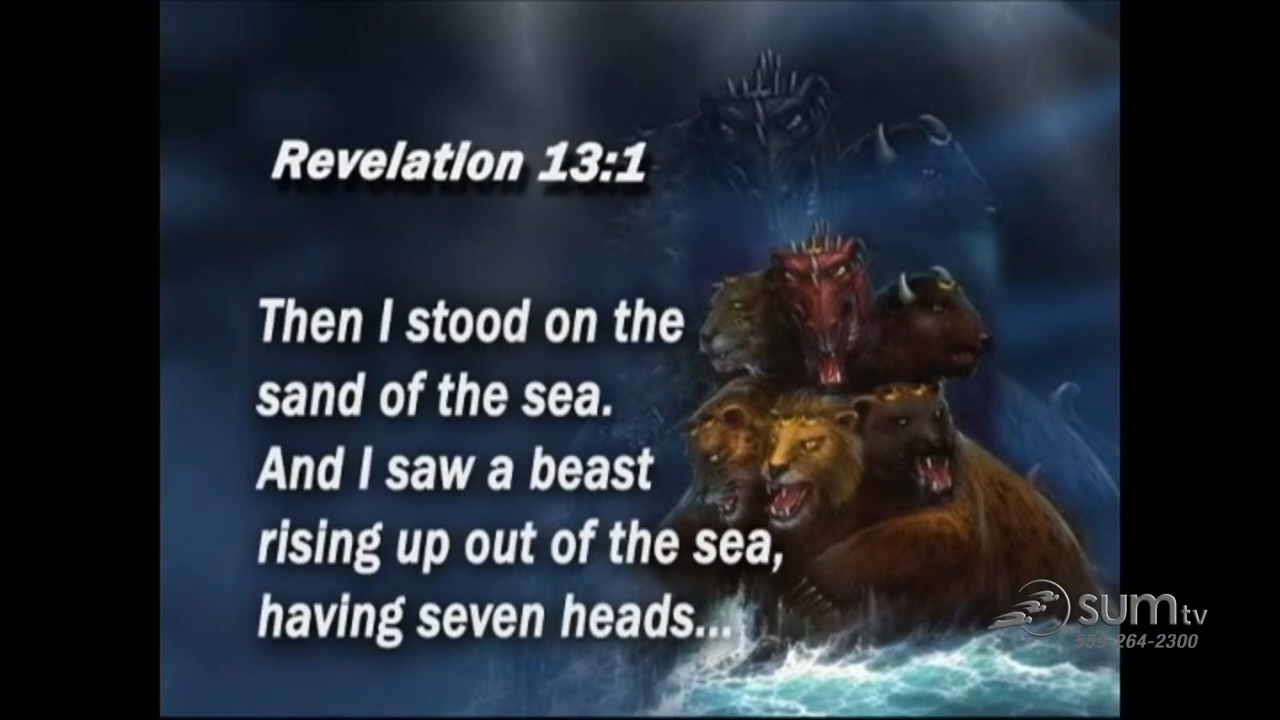 Revelation 13:1
Then I stood on the
sand of the sea.
And I saw a beast
rising up out of the sea,
having seven heads...
sumtv
559-264-2300